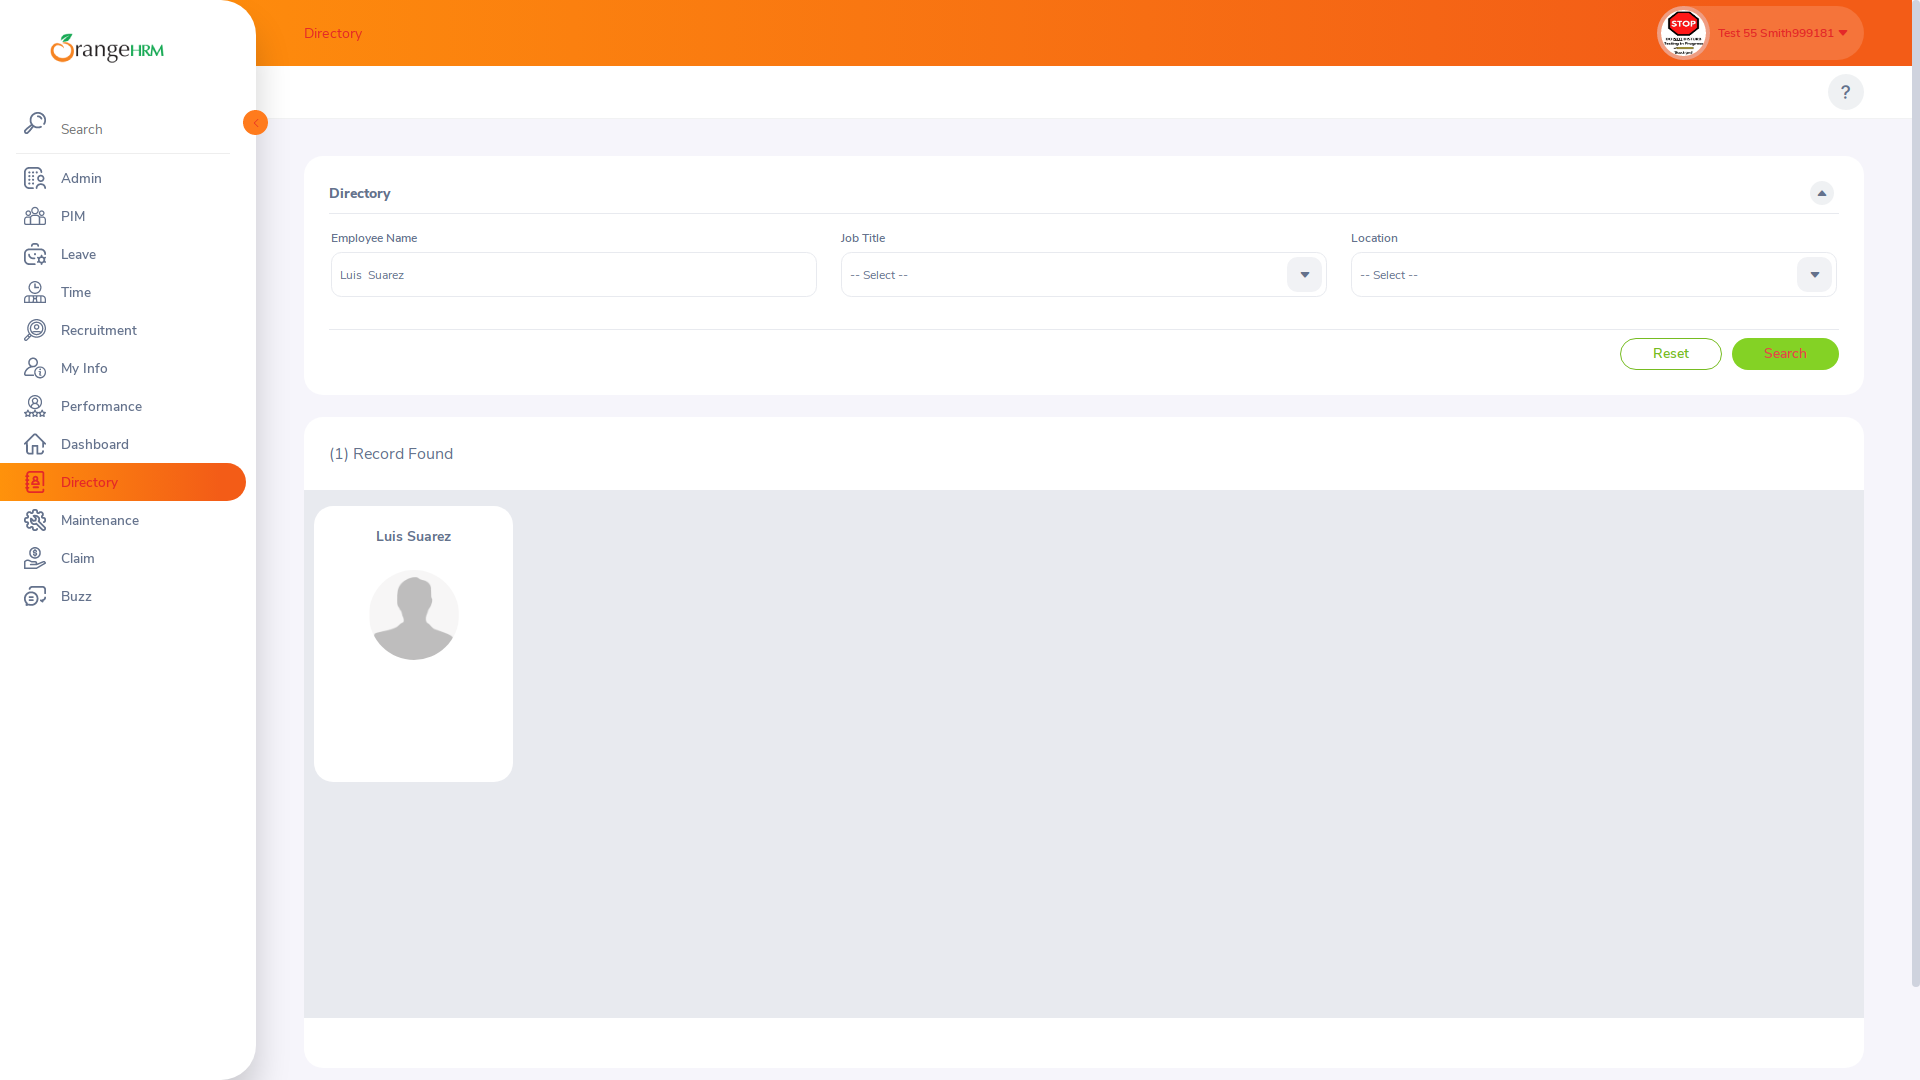 OrangeHRM
Directory
STOP
Test 55 Smith999181
?
Search
Admin
PIM
Leave
Time
Recruitment
My Info
Performance
Dashboard
Directory
Maintenance
Claim
Buzz
Directory
Employee Name
Job Title
Location
Luis  Suarez
-- Select --
-- Select --
Reset
Search
(1) Record Found
Luis Suarez